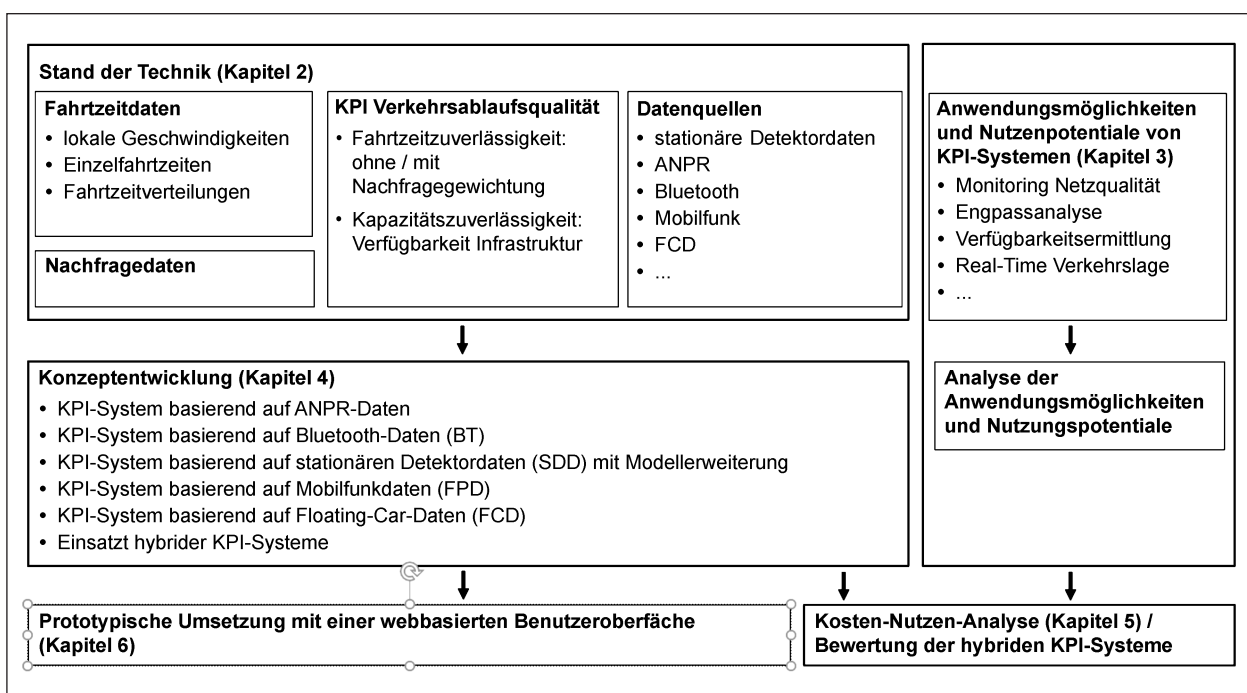 Stand der Technik (Kapitel 2)
Fahrtzeitdaten
• lokale Geschwindigkeiten
• Einzelfahrtzeiten
• Fahrtzeitverteilungen
Nachfragedaten
KPI Verkehrsablaufsqualität
• Fahrtzeitzuverlässigkeit:
ohne / mit
Nachfragegewichtung
• Kapazitätszuverlässigkeit:
Verfügbarkeit Infrastruktur
Datenquellen
• stationäre Detektordaten
• ANPR
• Bluetooth
• Mobilfunk
• FCD
• ...
Anwendungsmöglichkeiten
und Nutzenpotentiale von
KPI-Systemen (Kapitel 3)
• Monitoring Netzqualität
• Engpassanalyse
• Verfügbarkeitsermittlung
• Real-Time Verkehrslage
• ...
Konzeptentwicklung (Kapitel 4)
• KPI-System basierend auf ANPR-Daten
• KPI-System basierend auf Bluetooth-Daten (BT)
• KPI-System basierend auf stationären Detektordaten (SDD) mit Modellerweiterung
• KPI-System basierend auf Mobilfunkdaten (FPD)
• KPI-System basierend auf Floating-Car-Daten (FCD)
• Einsatzt hybrider KPI-Systeme
Analyse der
Anwendungsmöglichkeiten
und Nutzungspotentiale
Prototypische Umsetzung mit einer webbasierten Benutzeroberfäche
(Kapitel 6)
Kosten-Nutzen-Analyse (Kapitel 5) /
Bewertung der hybriden KPI-Systeme